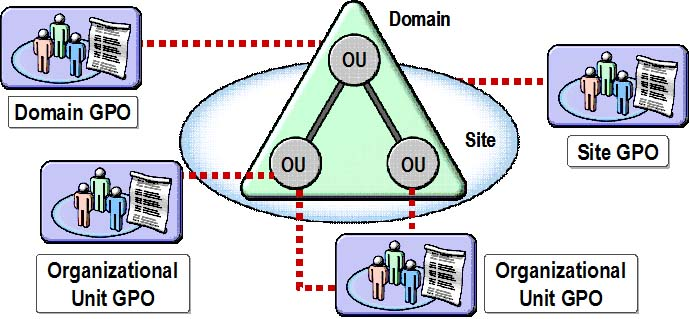 Domain
OU
Domain GPO
Site
Site GPO
OU
OU
Organizational
Unit GPO
Organizational
Unit GPO